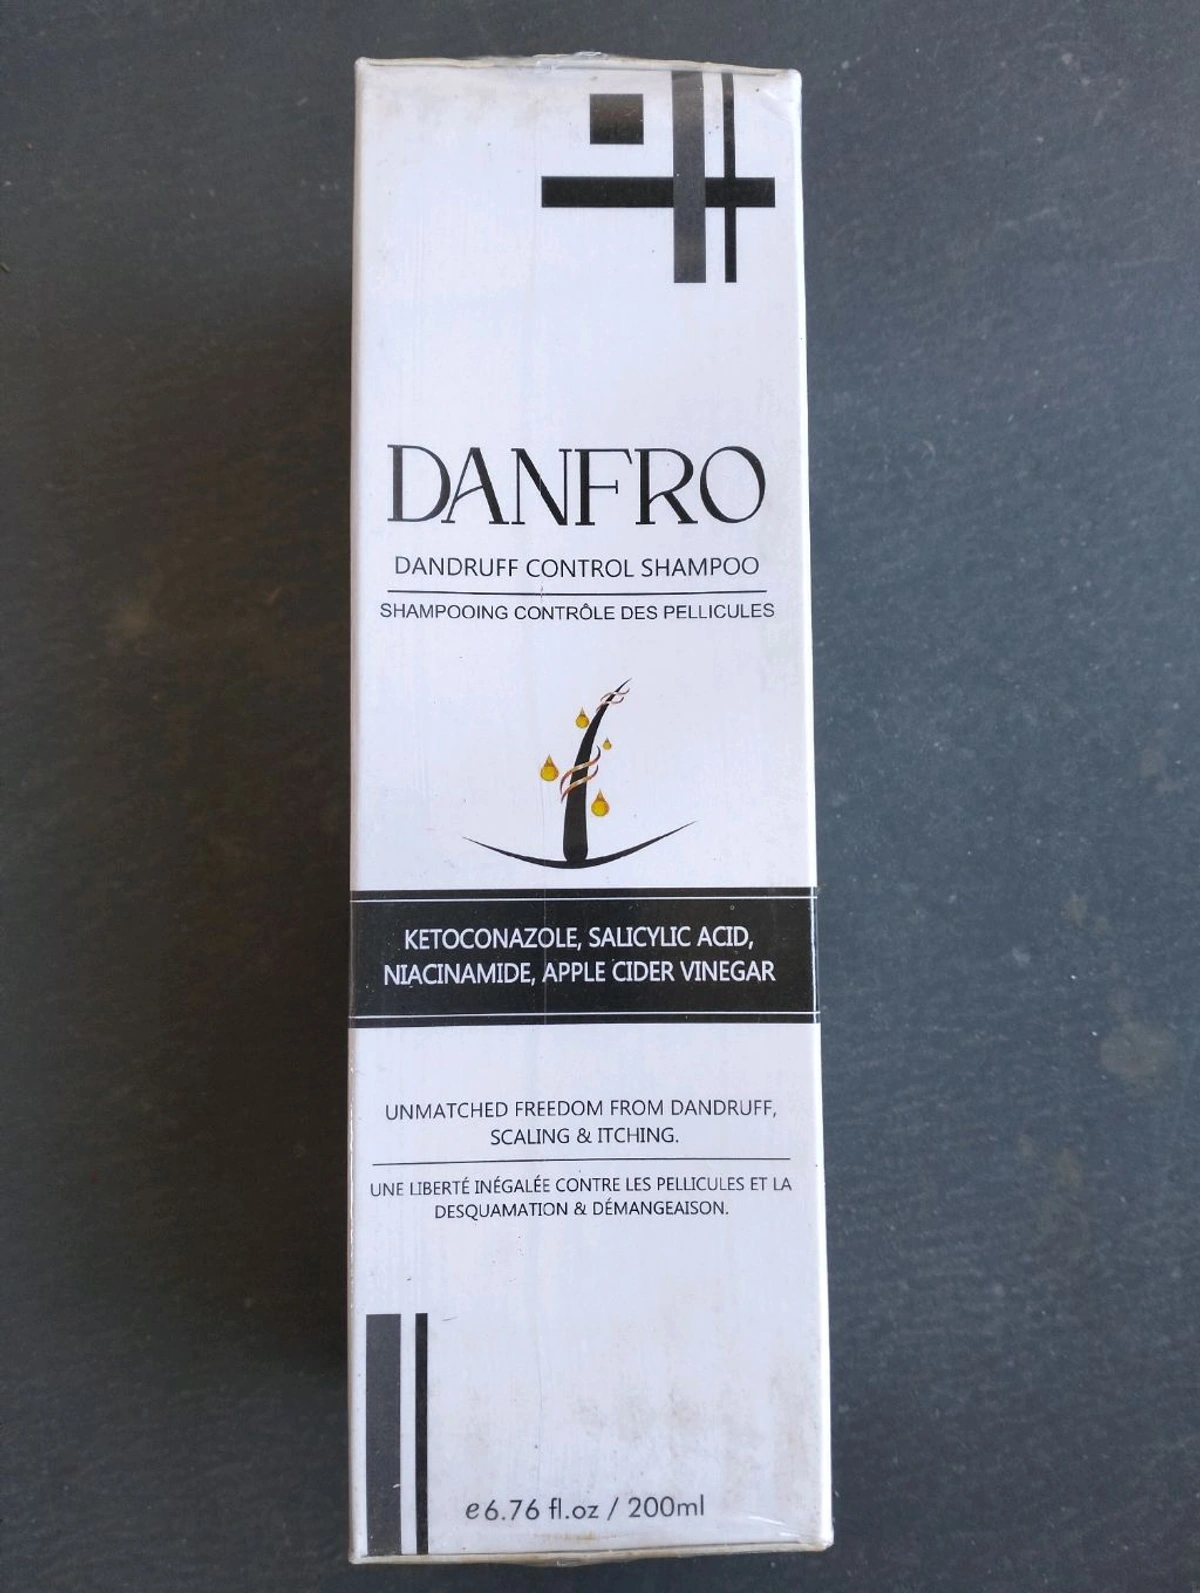 DANFRO
DANDRUFF CONTROL SHAMPOO
SHAMPOOING CONTRÔLE DES PELLICULES
KETOCONAZOLE, SALICYLIC ACID,
NIACINAMIDE, APPLE CIDER VINEGAR
UNMATCHED FREEDOM FROM DANDRUFF,
SCALING & ITCHING.
UNE LIBERTÉ INÉGALÉE CONTRE LES PELLICULES ET LA
DESQUAMATION & DÉMANGEAISON.
e6.76 fl.oz / 200ml